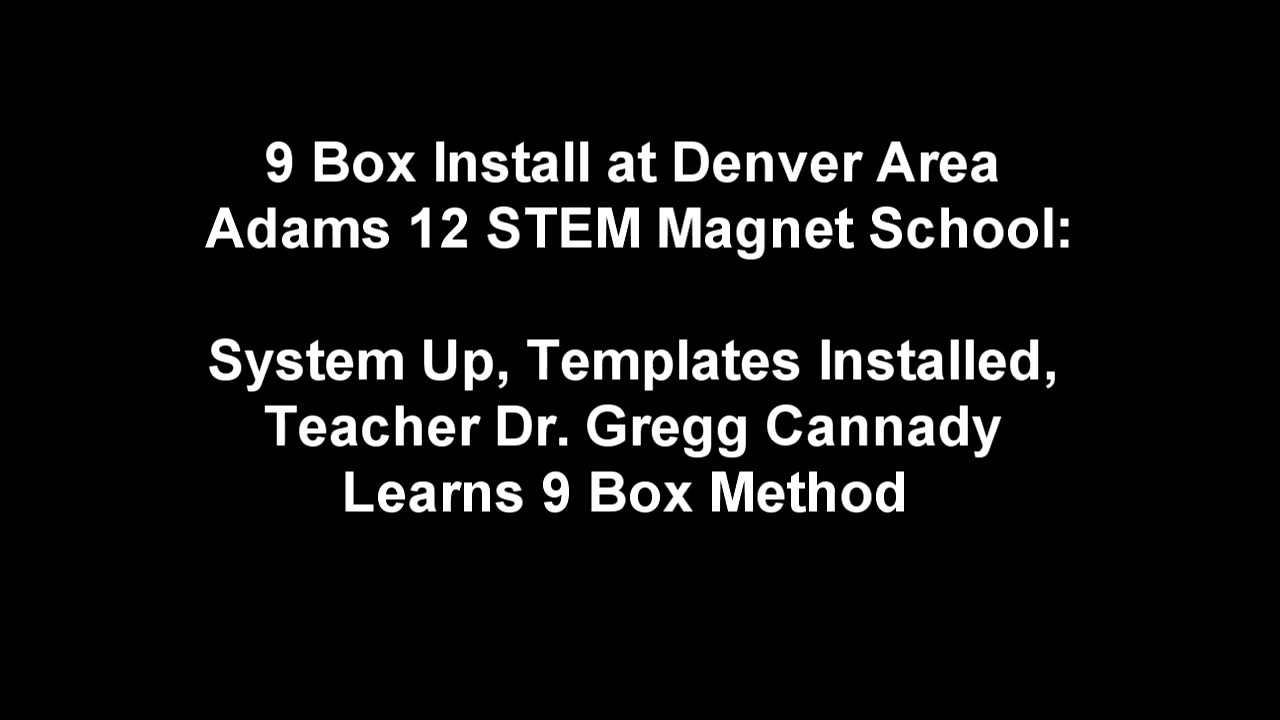 9 Box Install at Denver Area
Adams 12 STEM Magnet School:
System Up, Templates Installed,
Teacher Dr. Gregg Cannady
Learns 9 Box Method